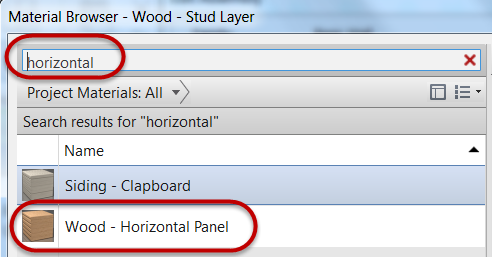 Material Browser - Wood - Stud Layer
horizontal
Project Materials: All
Search results for "horizontal"
Name
Siding - Clapboard
Wood - Horizontal Panel